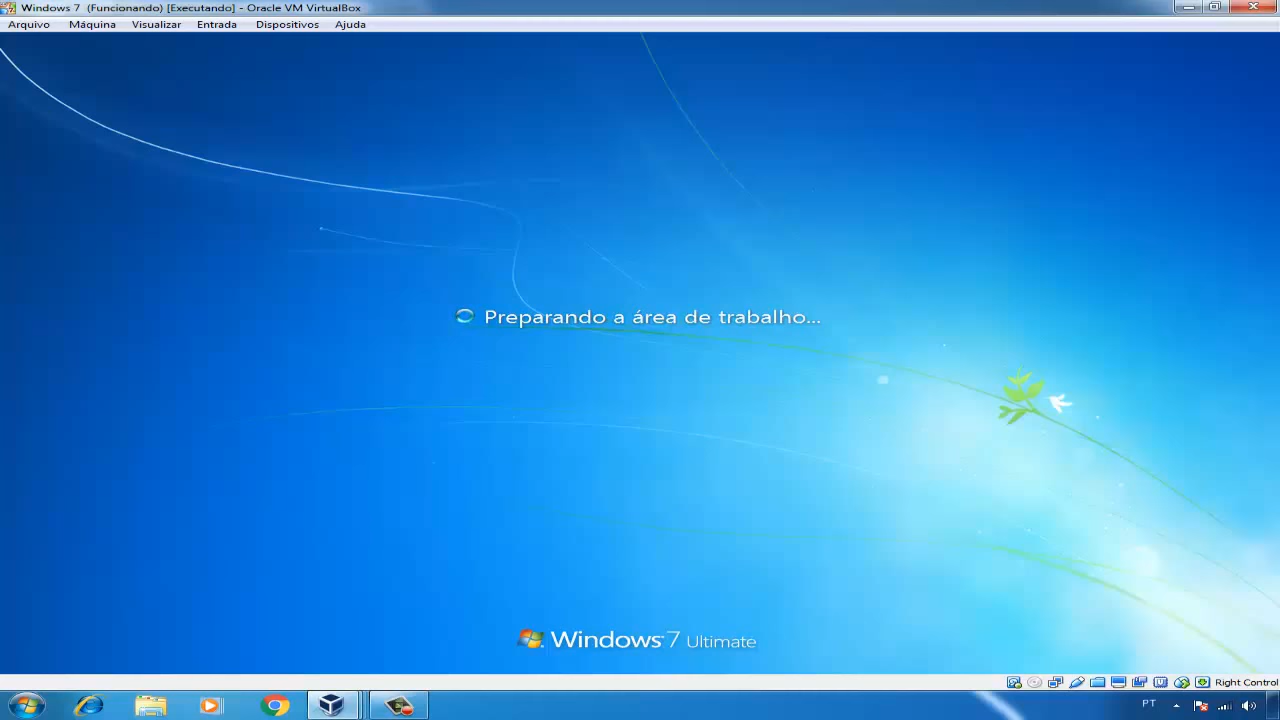 Windows 7 (Funcionando) [Executando] - Oracle VM VirtualBox
Arquivo Máquina Visualizar Entrada Dispositivos Ajuda
Preparando a área de trabalho...
Windows 7 Ultimate
Right Control
PT